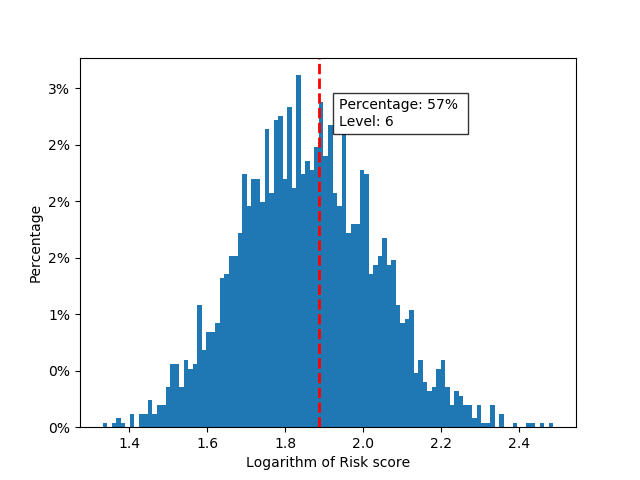 3%
2%
2%
2%
1%
0%
0%
Percentage
Percentage: 57%
Level: 6
1.4 1.6 1.8 2.0 2.2 2.4
Logarithm of Risk score